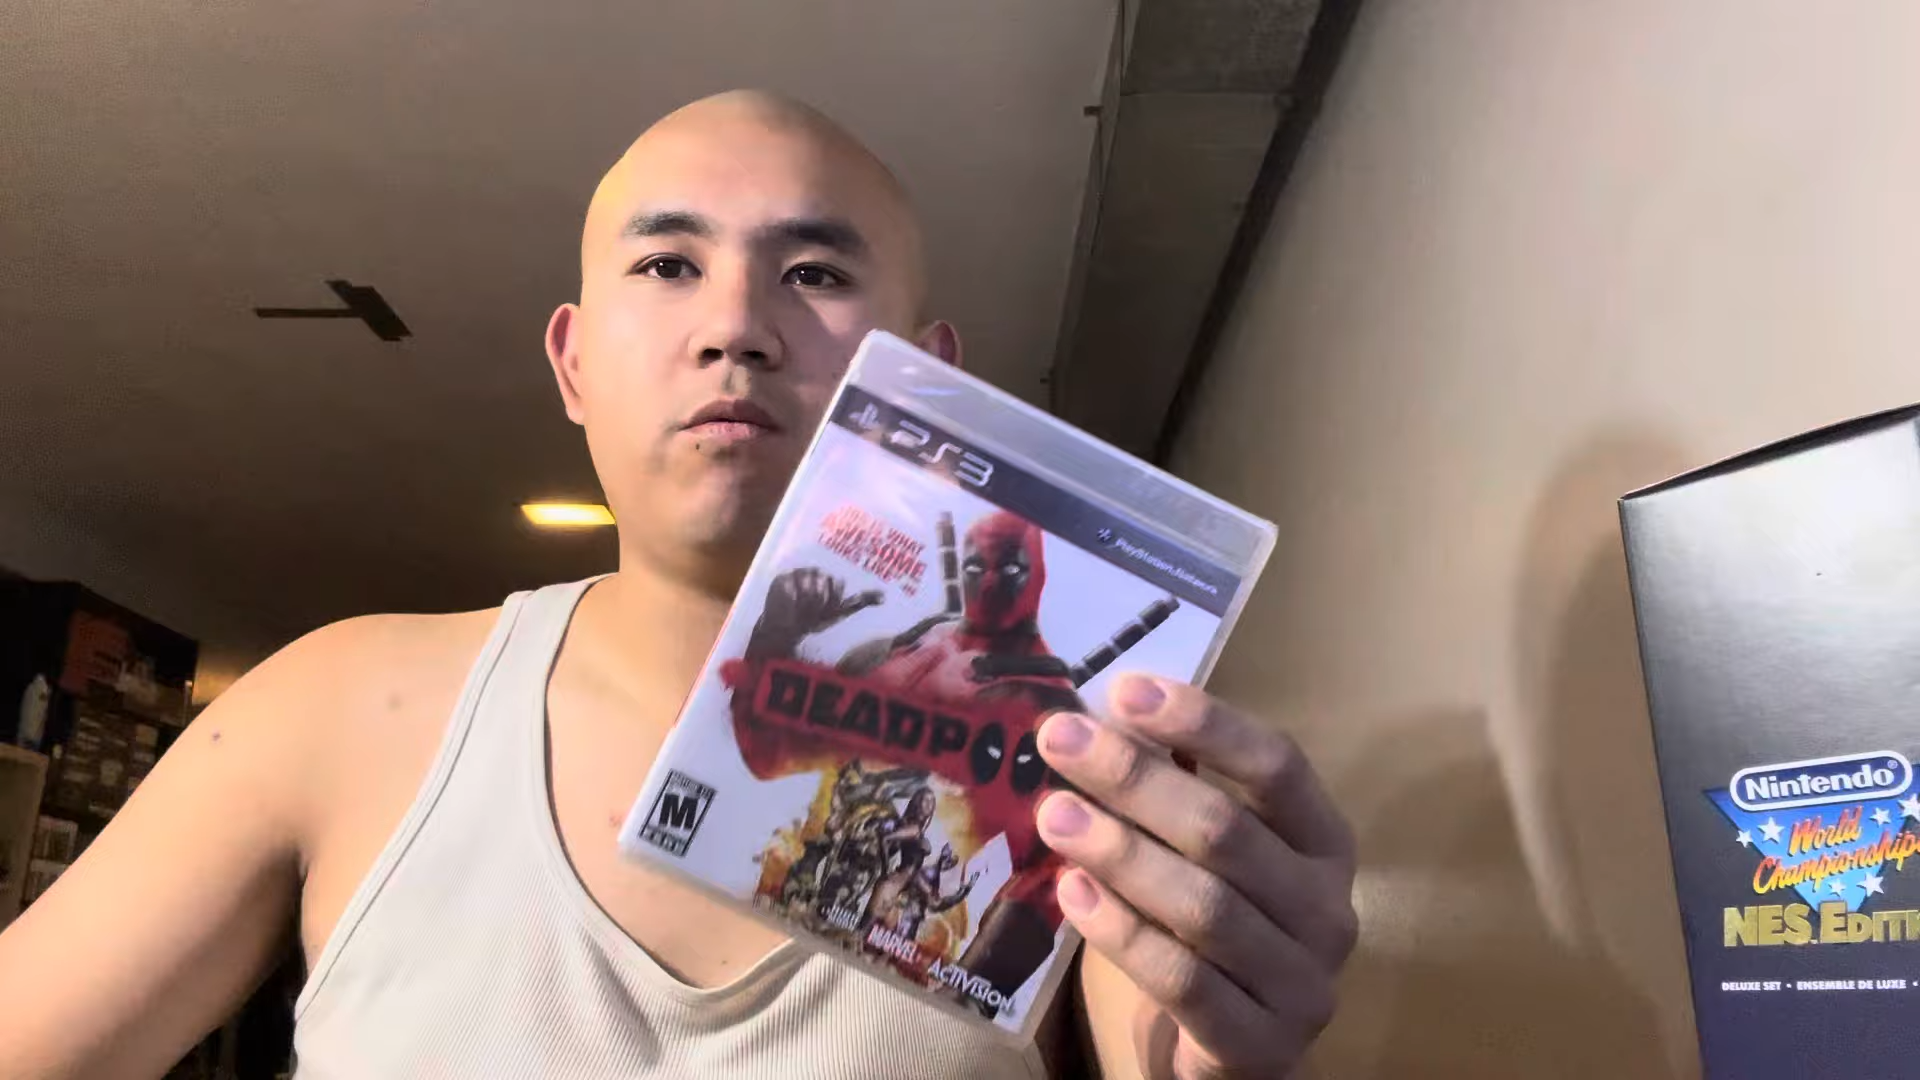 PS3
PlayStation Network
THIS IS WHAT
AWESOME
LOOKS LIKE!
DEADPOO
M
MARVEL
ACTIVISION
Nintendo®
World
Championships
NES EDITI
DELUXE SET • ENSEMBLE DE LUXE •